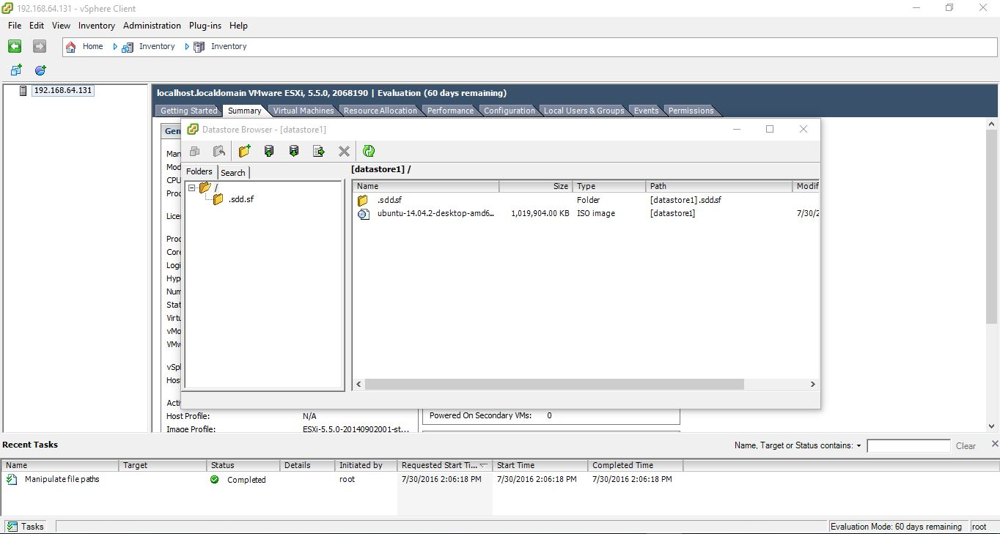 192.168.64.131 - vSphere Client
File Edit View Inventory Administration Plug-ins Help
Home Inventory Inventory
192.168.64.131
localhost.localdomain VMware ESXi, 5.5.0, 2068190 | Evaluation (60 days remaining)
Getting Started Summary Virtual Machines Resource Allocation Performance Configuration Local Users & Groups Events Permissions
Gen
Man
Mod
CPU
Proc
Licen
Proc
Core
Logi
Hyp
Num
Stat
Virtu
vMo
VMw
vSph
Host
Acti
Datastore Browser - [datastore1]
Folders Search
/
.sdd.sf
[datastore1] /
Name Size Type Path Modif
.sdd.sf Folder [datastore1] .sdd.sf
ubuntu-14.04.2-desktop-amd6... 1,019,904.00 KB ISO image [datastore1] 7/30/2
Host Profile: N/A
Image Profile: ESXi-5.5.0-20140902001-st...
Powered On Secondary VMs: 0
Recent Tasks
Name, Target or Status contains: Clear
Name Target Status Details Initiated by Requested Start Ti... Start Time Completed Time
Manipulate file paths Completed root 7/30/2016 2:06:18 PM 7/30/2016 2:06:18 PM 7/30/2016 2:06:18 PM
Tasks Evaluation Mode: 60 days remaining root